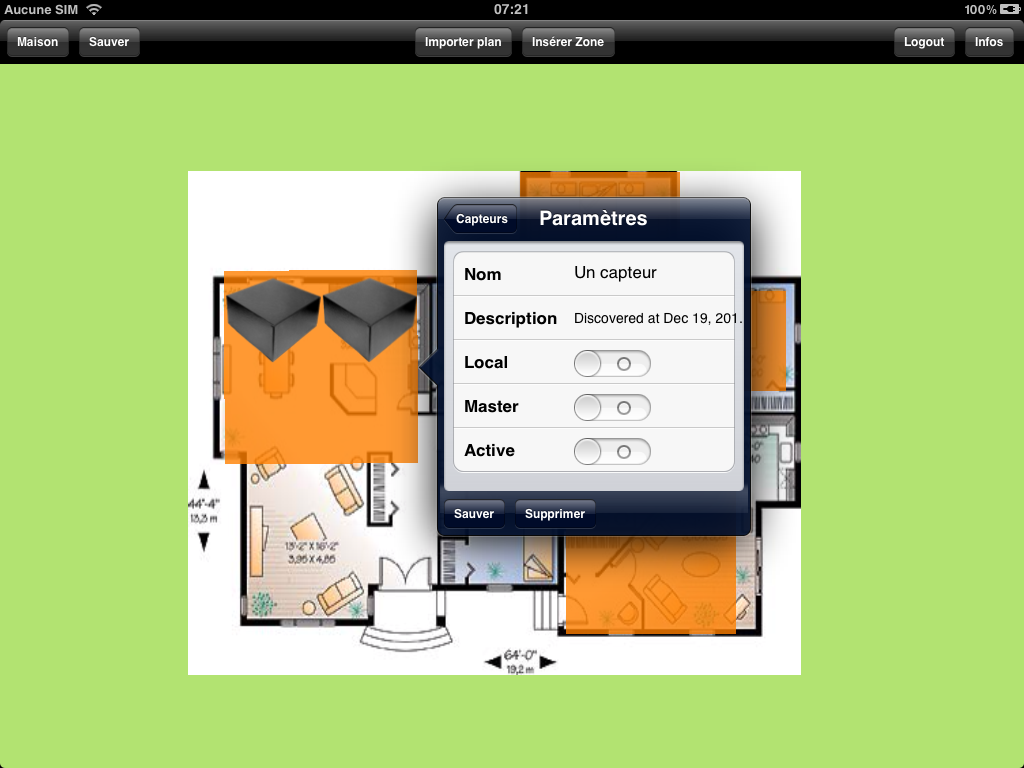 Aucune SIM 07:21 100%
Maison Sauver Importer plan Insérer Zone Logout Infos
Capteurs Paramètres
Nom Un capteur
Description Discovered at Dec 19, 201.
Local
Master
Active
Sauver Supprimer
44'-4"
13,3 m
13'-2" X 16'-2"
3,95 X 4,85
64'-0"
19,2 m